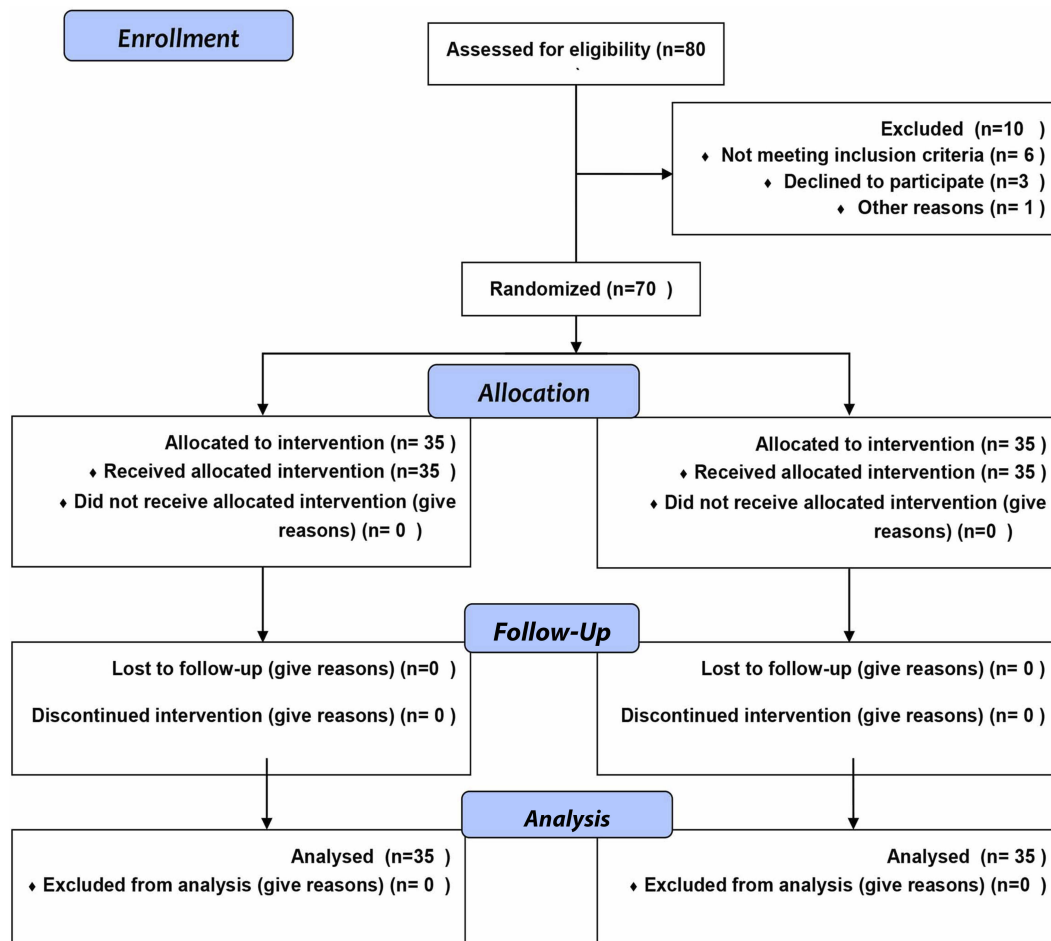 Enrollment
Assessed for eligibility (n=80
Excluded (n=10 )
♦ Not meeting inclusion criteria (n= 6 )
♦ Declined to participate (n=3 )
♦ Other reasons (n= 1 )
Randomized (n=70 )
Allocation
Allocated to intervention (n= 35 )
♦ Received allocated intervention (n=35 )
♦ Did not receive allocated intervention (give
reasons) (n= 0 )
Allocated to intervention (n= 35 )
♦ Received allocated intervention (n= 35 )
♦ Did not receive allocated intervention (give
reasons) (n=0 )
Follow-Up
Lost to follow-up (give reasons) (n=0 )
Discontinued intervention (give reasons) (n= 0 )
Lost to follow-up (give reasons) (n= 0 )
Discontinued intervention (give reasons) (n= 0 )
Analysis
Analysed (n=35 )
♦ Excluded from analysis (give reasons) (n= 0 )
Analysed (n= 35 )
♦ Excluded from analysis (give reasons) (n=0 )